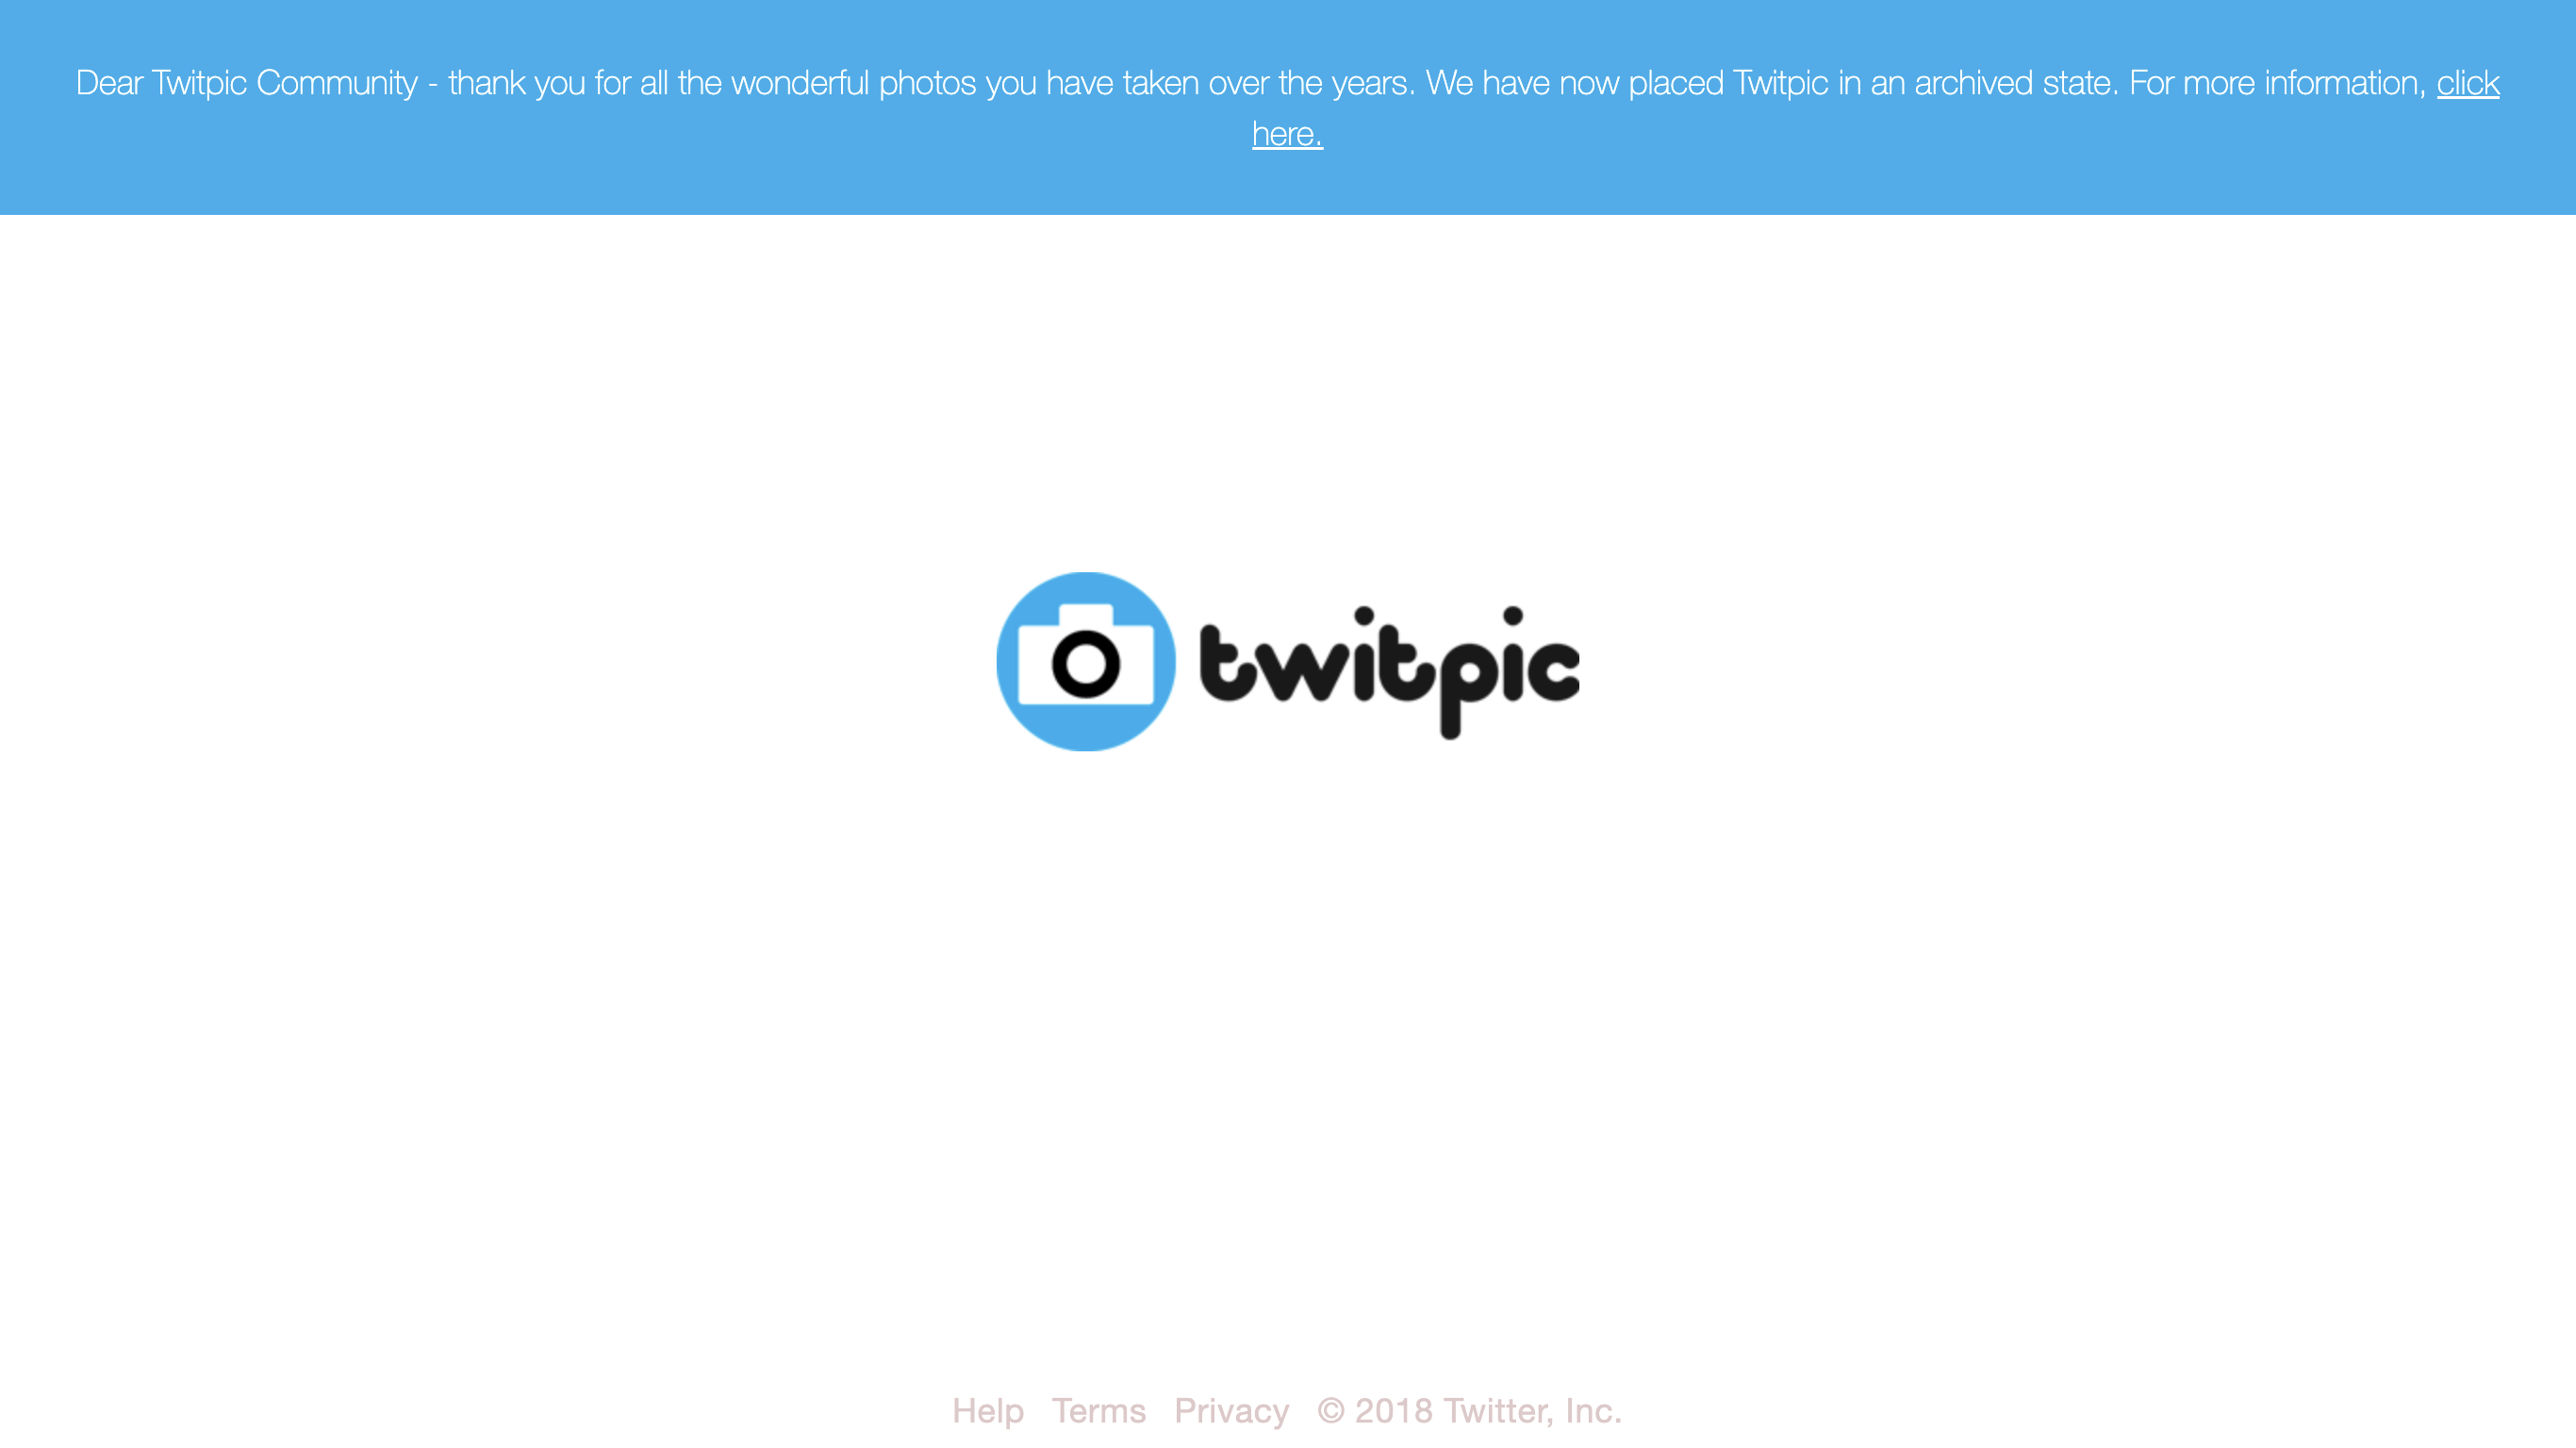 Dear Twitpic Community - thank you for all the wonderful photos you have taken over the years. We have now placed Twitpic in an archived state. For more information, click
here.
twitpic
Help Terms Privacy © 2018 Twitter, Inc.